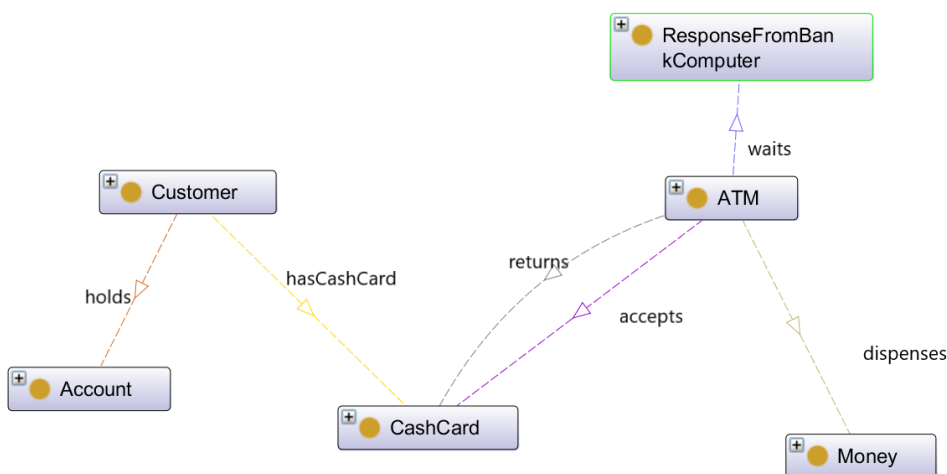 ResponseFromBan
kComputer
waits
Customer
ATM
returns
hasCashCard
holds
accepts
dispenses
Account
CashCard
Money